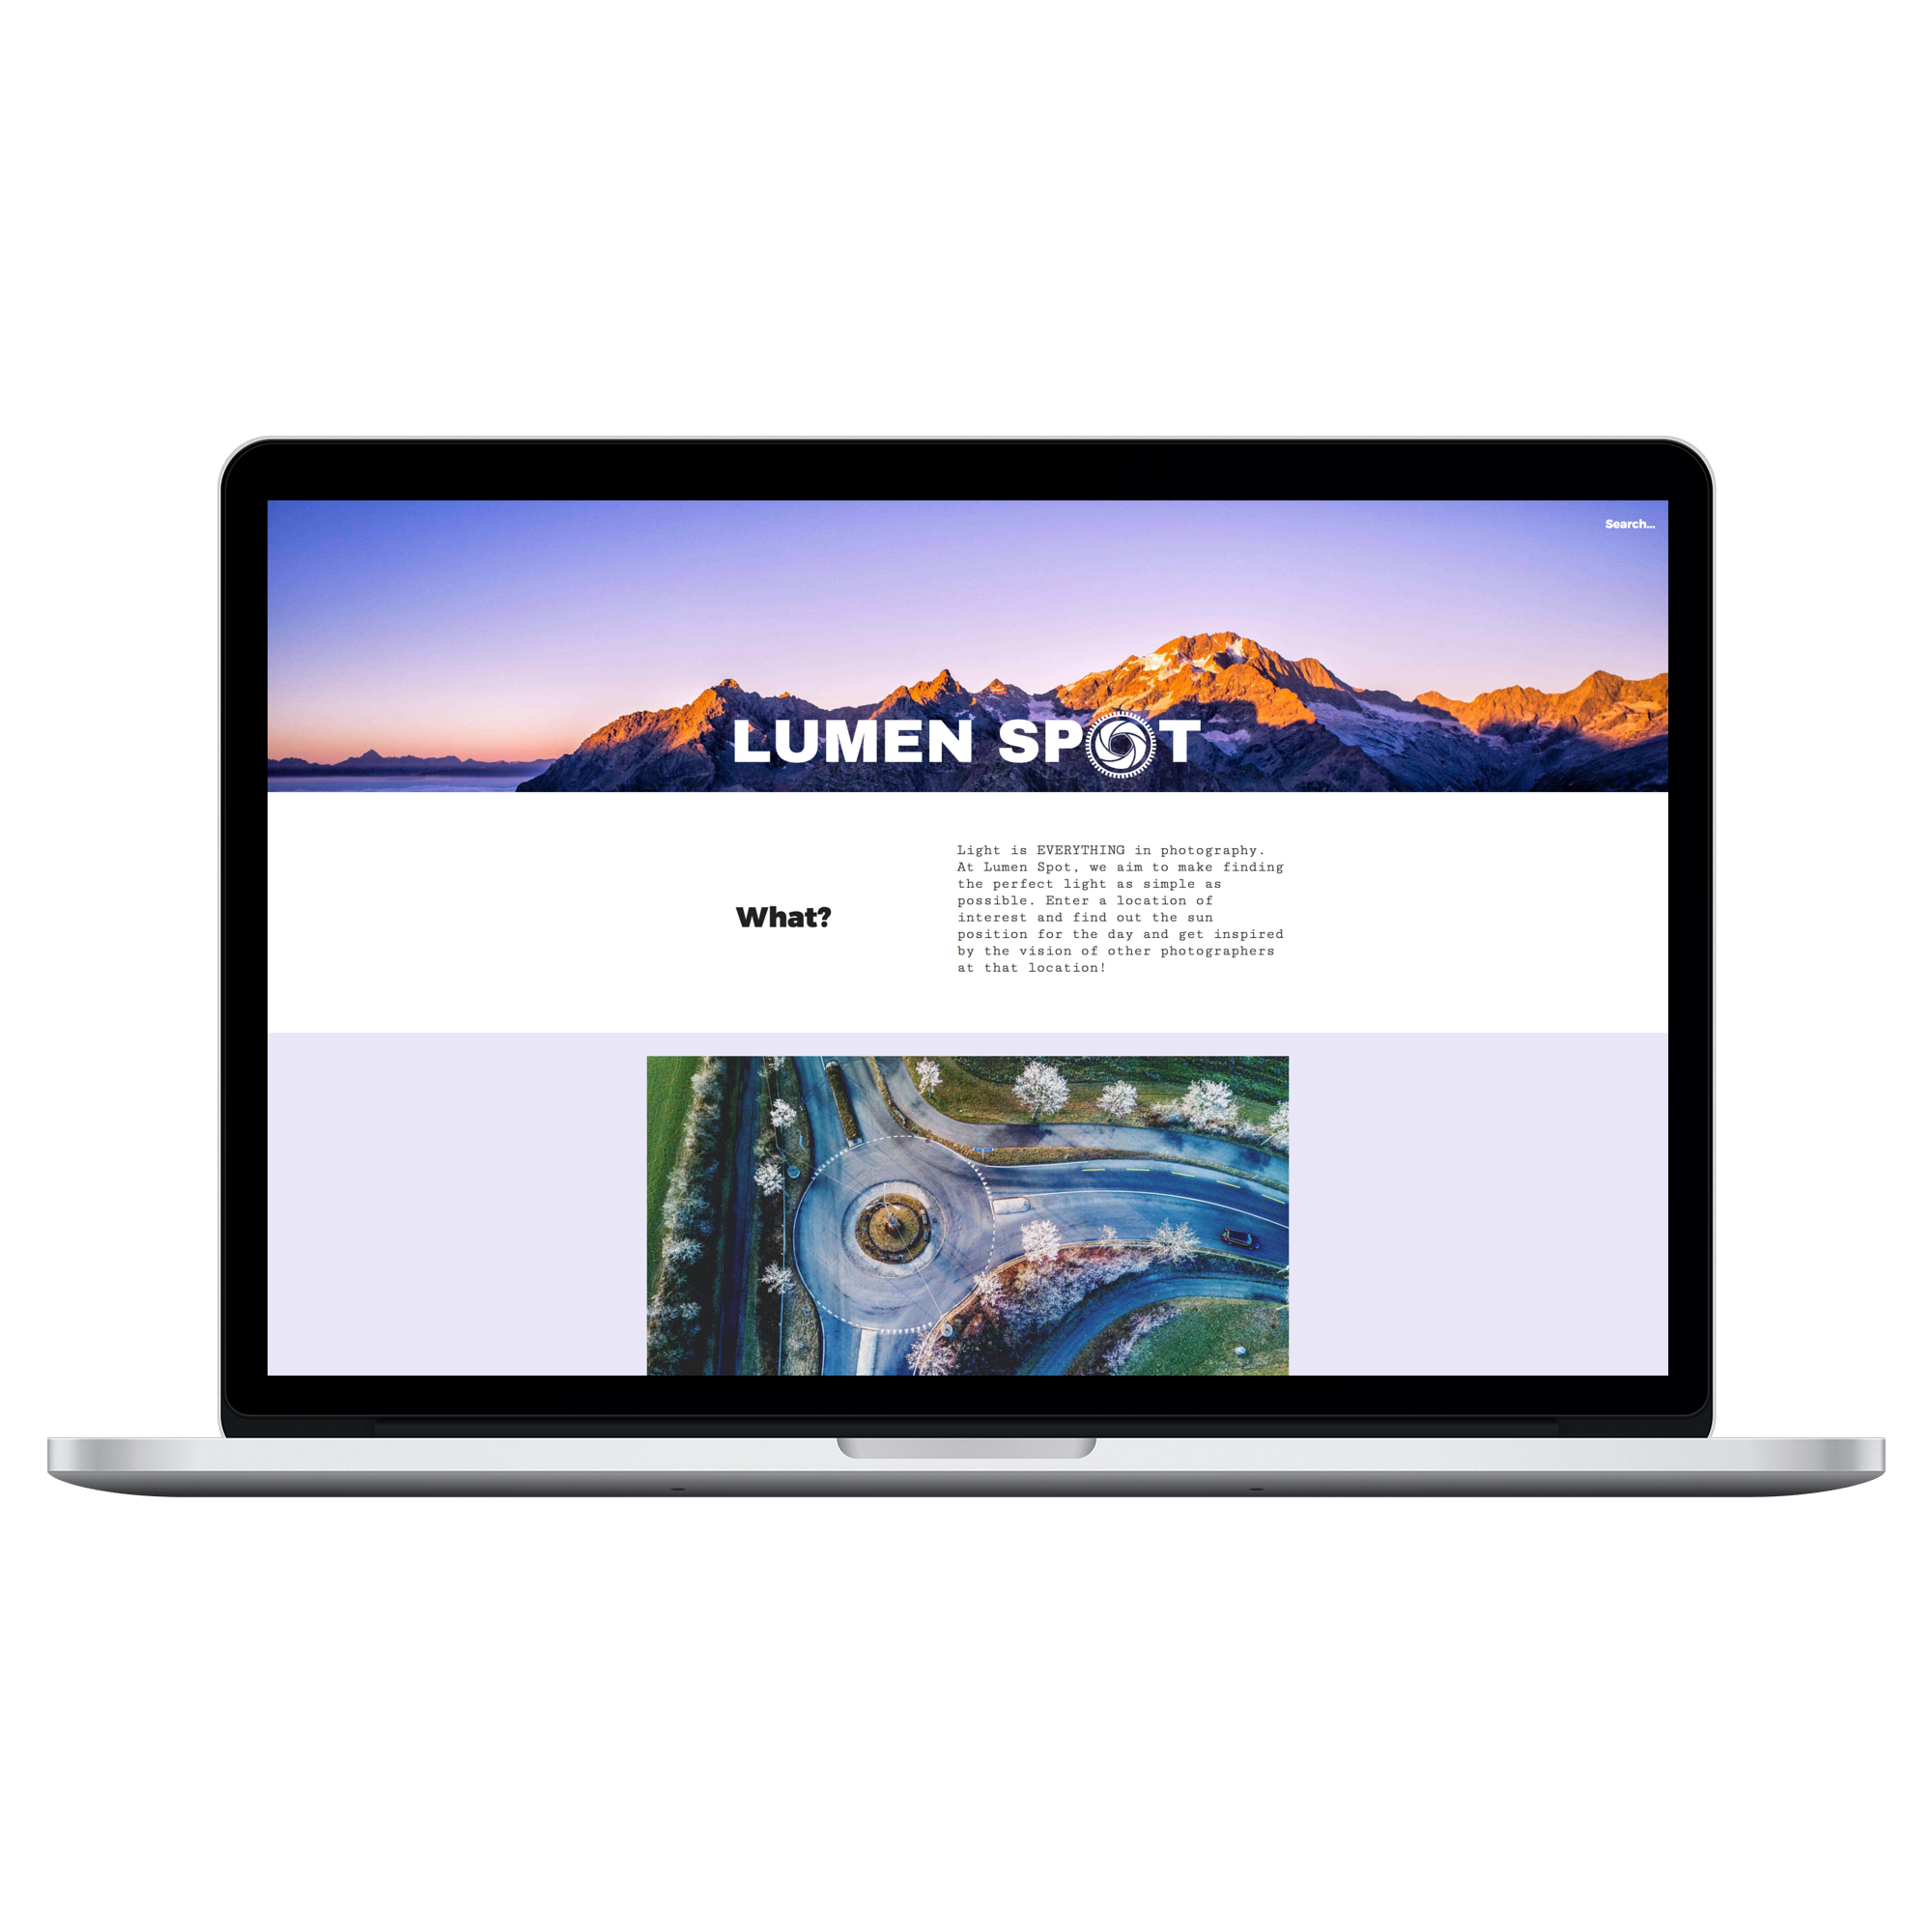 Search...
LUMEN SPOT
What?
Light is EVERYTHING in photography.
At Lumen Spot, we aim to make finding
the perfect light as simple as
possible. Enter a location of
interest and find out the sun
position for the day and get inspired
by the vision of other photographers
at that location!